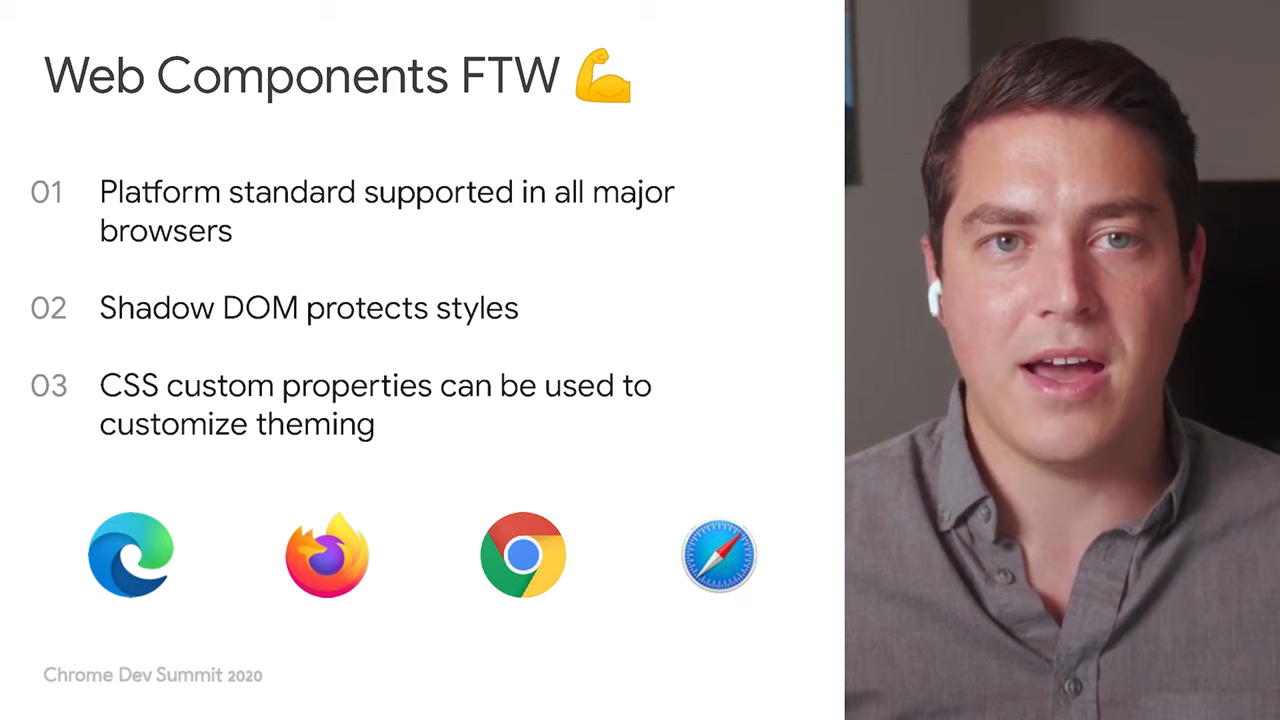 Web Components FTW 💪
01 Platform standard supported in all major
browsers
02 Shadow DOM protects styles
03 CSS custom properties can be used to
customize theming
Chrome Dev Summit 2020